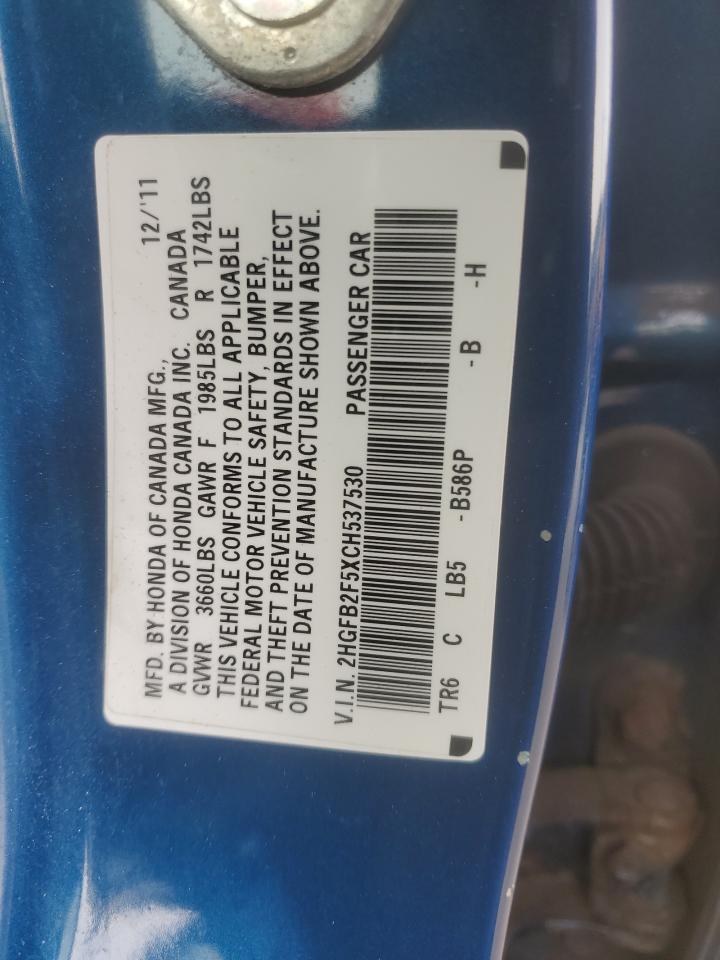 MFD. BY HONDA OF CANADA MFG., 12/'11
A DIVISION OF HONDA CANADA INC. CANADA
GVWR 3660LBS GAWR F 1985LBS R 1742LBS
THIS VEHICLE CONFORMS TO ALL APPLICABLE
FEDERAL MOTOR VEHICLE SAFETY, BUMPER,
AND THEFT PREVENTION STANDARDS IN EFFECT
ON THE DATE OF MANUFACTURE SHOWN ABOVE.
V.I.N. 2HGFB2F5XCH537530 PASSENGER CAR
TR6 C LB5 -B586P - B -H